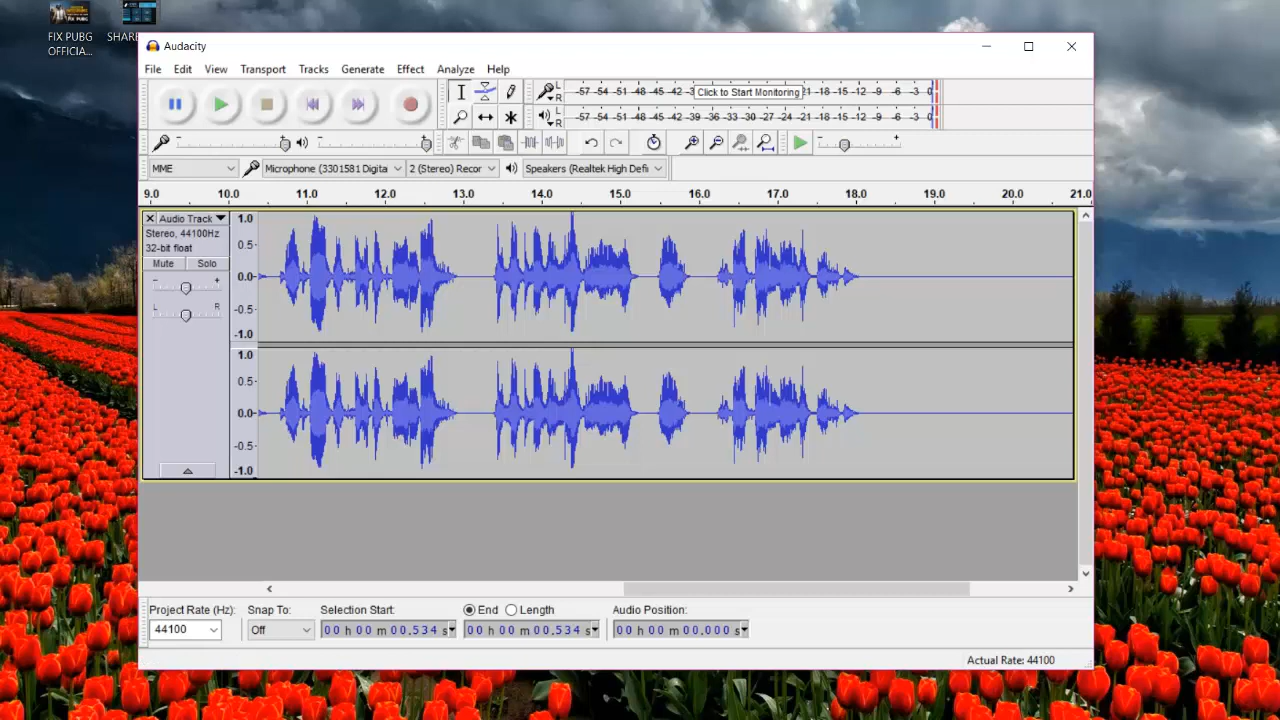 FIX PUBG
OFFICIA...
SHARE
Audacity
File Edit View Transport Tracks Generate Effect Analyze Help
L
R
-57 -54 -51 -48 -45 -42 -3 Click to Start Monitoring 21 -18 -15 -12 -9 -6 -3 0
L
R
-57 -54 -51 -48 -45 -42 -39 -36 -33 -30 -27 -24 -21 -18 -15 -12 -9 -6 -3 0
MME Microphone (3301581 Digita 2 (Stereo) Recor Speakers (Realtek High Defi
9.0 10.0 11.0 12.0 13.0 14.0 15.0 16.0 17.0 18.0 19.0 20.0 21.0
Audio Track
Stereo, 44100Hz
32-bit float
Mute Solo
L R
1.0
0.5
0.0
-0.5
-1.0
1.0
0.5
0.0
-0.5
-1.0
Project Rate (Hz): Snap To: Selection Start: End Length Audio Position:
44100 Off 00 h 00 m 00.534 s 00 h 00 m 00.534 s 00 h 00 m 00.000 s
Actual Rate: 44100